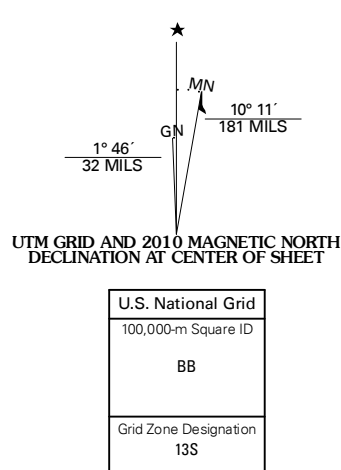 ★
MN
GN
10° 11´
181 MILS
1° 46´
32 MILS
UTM GRID AND 2010 MAGNETIC NORTH
DECLINATION AT CENTER OF SHEET
U.S. National Grid
100,000-m Square ID
BB
Grid Zone Designation
13S